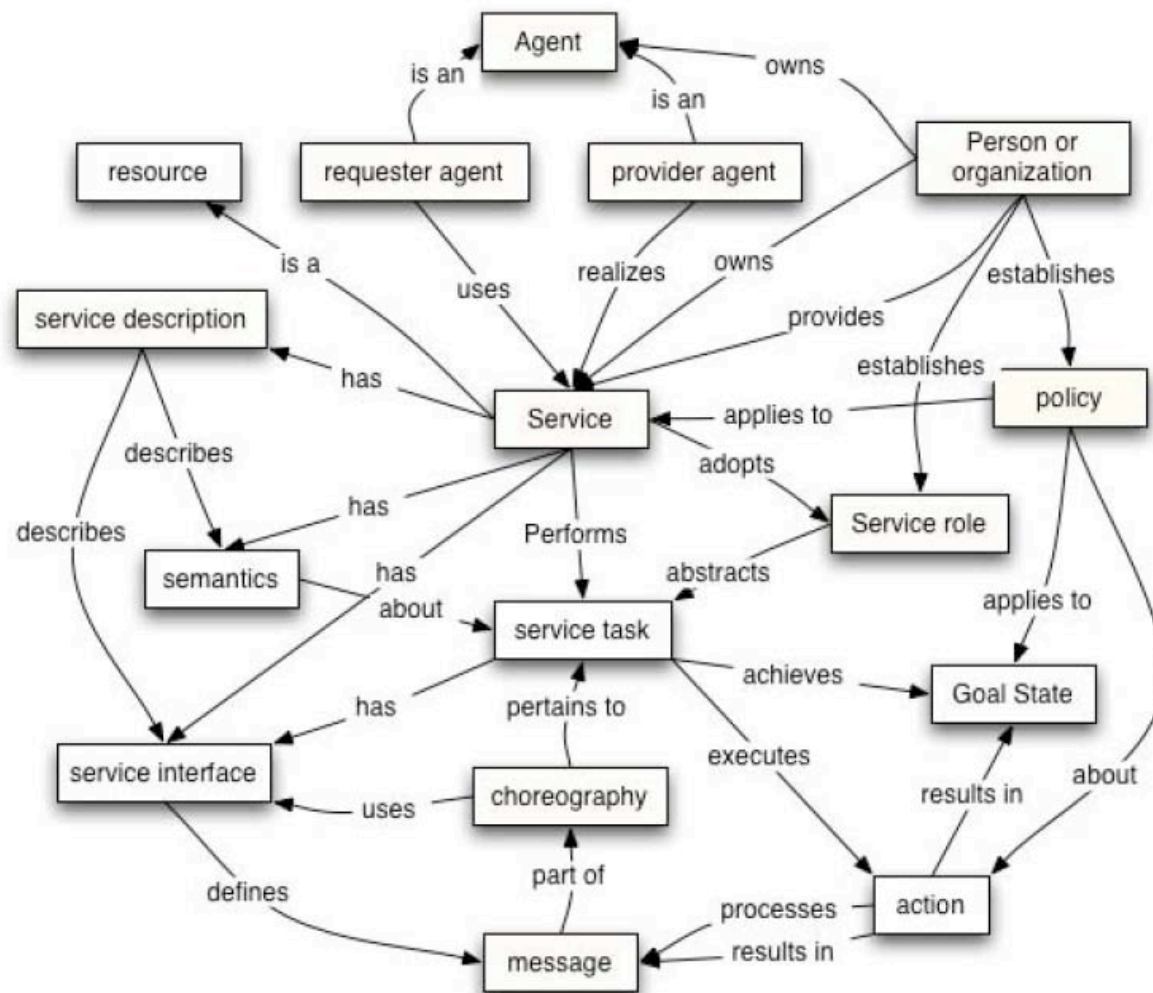 Agent
is an
owns
is an
Person or
organization
resource
requester agent
provider agent
is a
uses
realizes
owns
establishes
service description
provides
has
establishes
policy
Service
applies to
describes
adopts
has
Service role
describes
Performs
semantics
has
abstracts
about
applies to
service task
achieves
Goal State
has
pertains to
service interface
executes
choreography
about
uses
results in
part of
defines
action
processes
message
results in